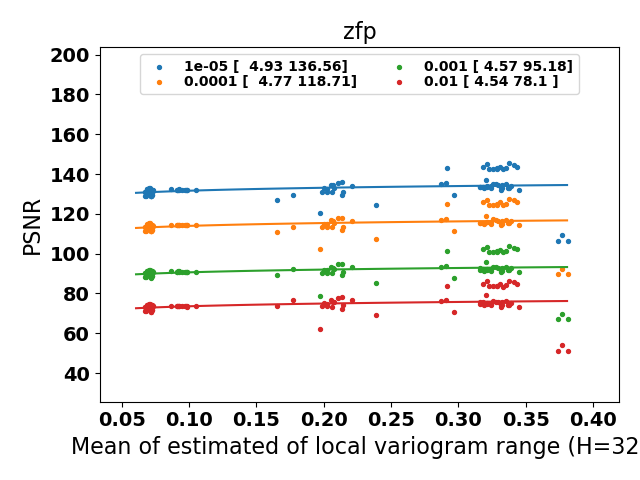 zfp
1e-05 [  4.93 136.56]
0.0001 [  4.77 118.71]
0.001 [ 4.57 95.18]
0.01 [ 4.54 78.1 ]
PSNR
200
180
160
140
120
100
80
60
40
0.05 0.10 0.15 0.20 0.25 0.30 0.35 0.40
Mean of estimated of local variogram range (H=32